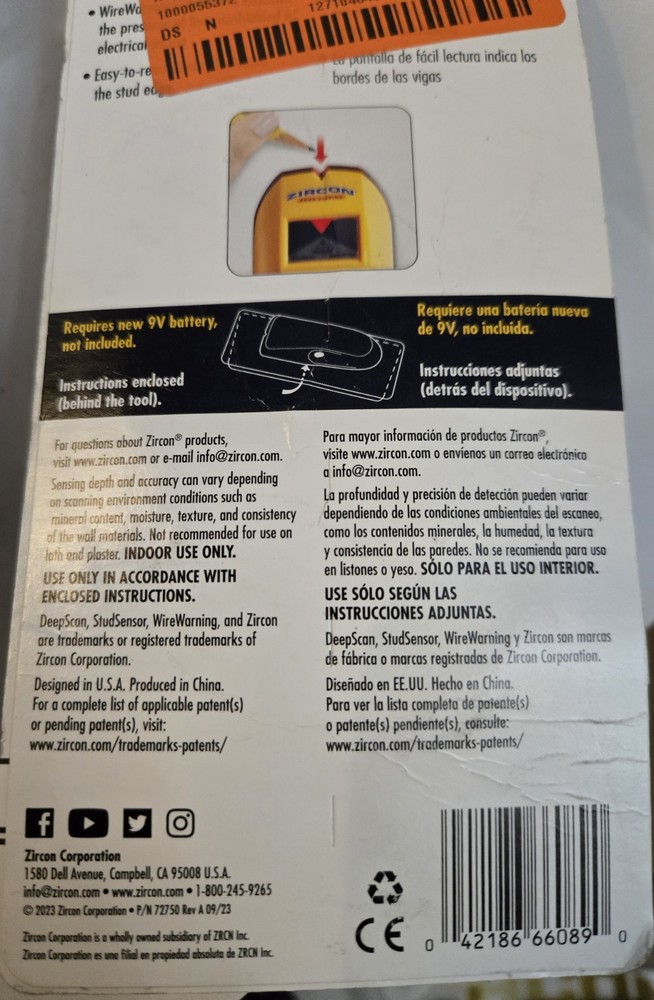 • WireWa
the pres
electrical
• Easy-to-re
the stud ed
1000055372
DS N
pantalla de fácil lectura indica los
bordes de las vigas
ZIRCON
Requires new 9V battery,
not included.
Instructions enclosed
(behind the tool).
Requiere una batería nueva
de 9V, no incluida.
Instrucciones adjuntas
(detrás del dispositivo).
For questions about Zircon® products,
visit www.zircon.com or e-mail info@zircon.com.
Sensing depth and accuracy can vary depending
on scanning environment conditions such as
mineral content, moisture, texture, and consistency
of the wall materials. Not recommended for use on
lath and plaster. INDOOR USE ONLY.
USE ONLY IN ACCORDANCE WITH
ENCLOSED INSTRUCTIONS.
DeepScan, StudSensor, WireWarning, and Zircon
are trademarks or registered trademarks of
Zircon Corporation.
Designed in U.S.A. Produced in China.
For a complete list of applicable patent(s)
or pending patent(s), visit:
www.zircon.com/trademarks-patents/
Para mayor información de productos Zircon®,
visite www.zircon.com o envíenos un correo electrónico
a info@zircon.com.
La profundidad y precisión de detección pueden variar
dependiendo de las condiciones ambientales del escaneo,
como los contenidos minerales, la humedad, la textura
y consistencia de las paredes. No se recomienda para uso
en listones o yeso. SÓLO PARA EL USO INTERIOR.
USE SÓLO SEGÚN LAS
INSTRUCCIONES ADJUNTAS.
DeepScan, StudSensor, WireWarning y Zircon son marcas
de fábrica o marcas registradas de Zircon Corporation.
Diseñado en EE.UU. Hecho en China.
Para ver la lista completa de patente(s)
o patente(s) pendiente(s), consulte:
www.zircon.com/trademarks-patents/
Zircon Corporation
1580 Dell Avenue, Campbell, CA 95008 U.S.A.
info@zircon.com • www.zircon.com • 1-800-245-9265
© 2023 Zircon Corporation • P/N 72750 Rev A 09/23
Zircon Corporation is a wholly owned subsidiary of ZRCN Inc.
Zircon Corporation es una filial en propiedad absoluta de ZRCN Inc.
CE
0 42186 66089 0